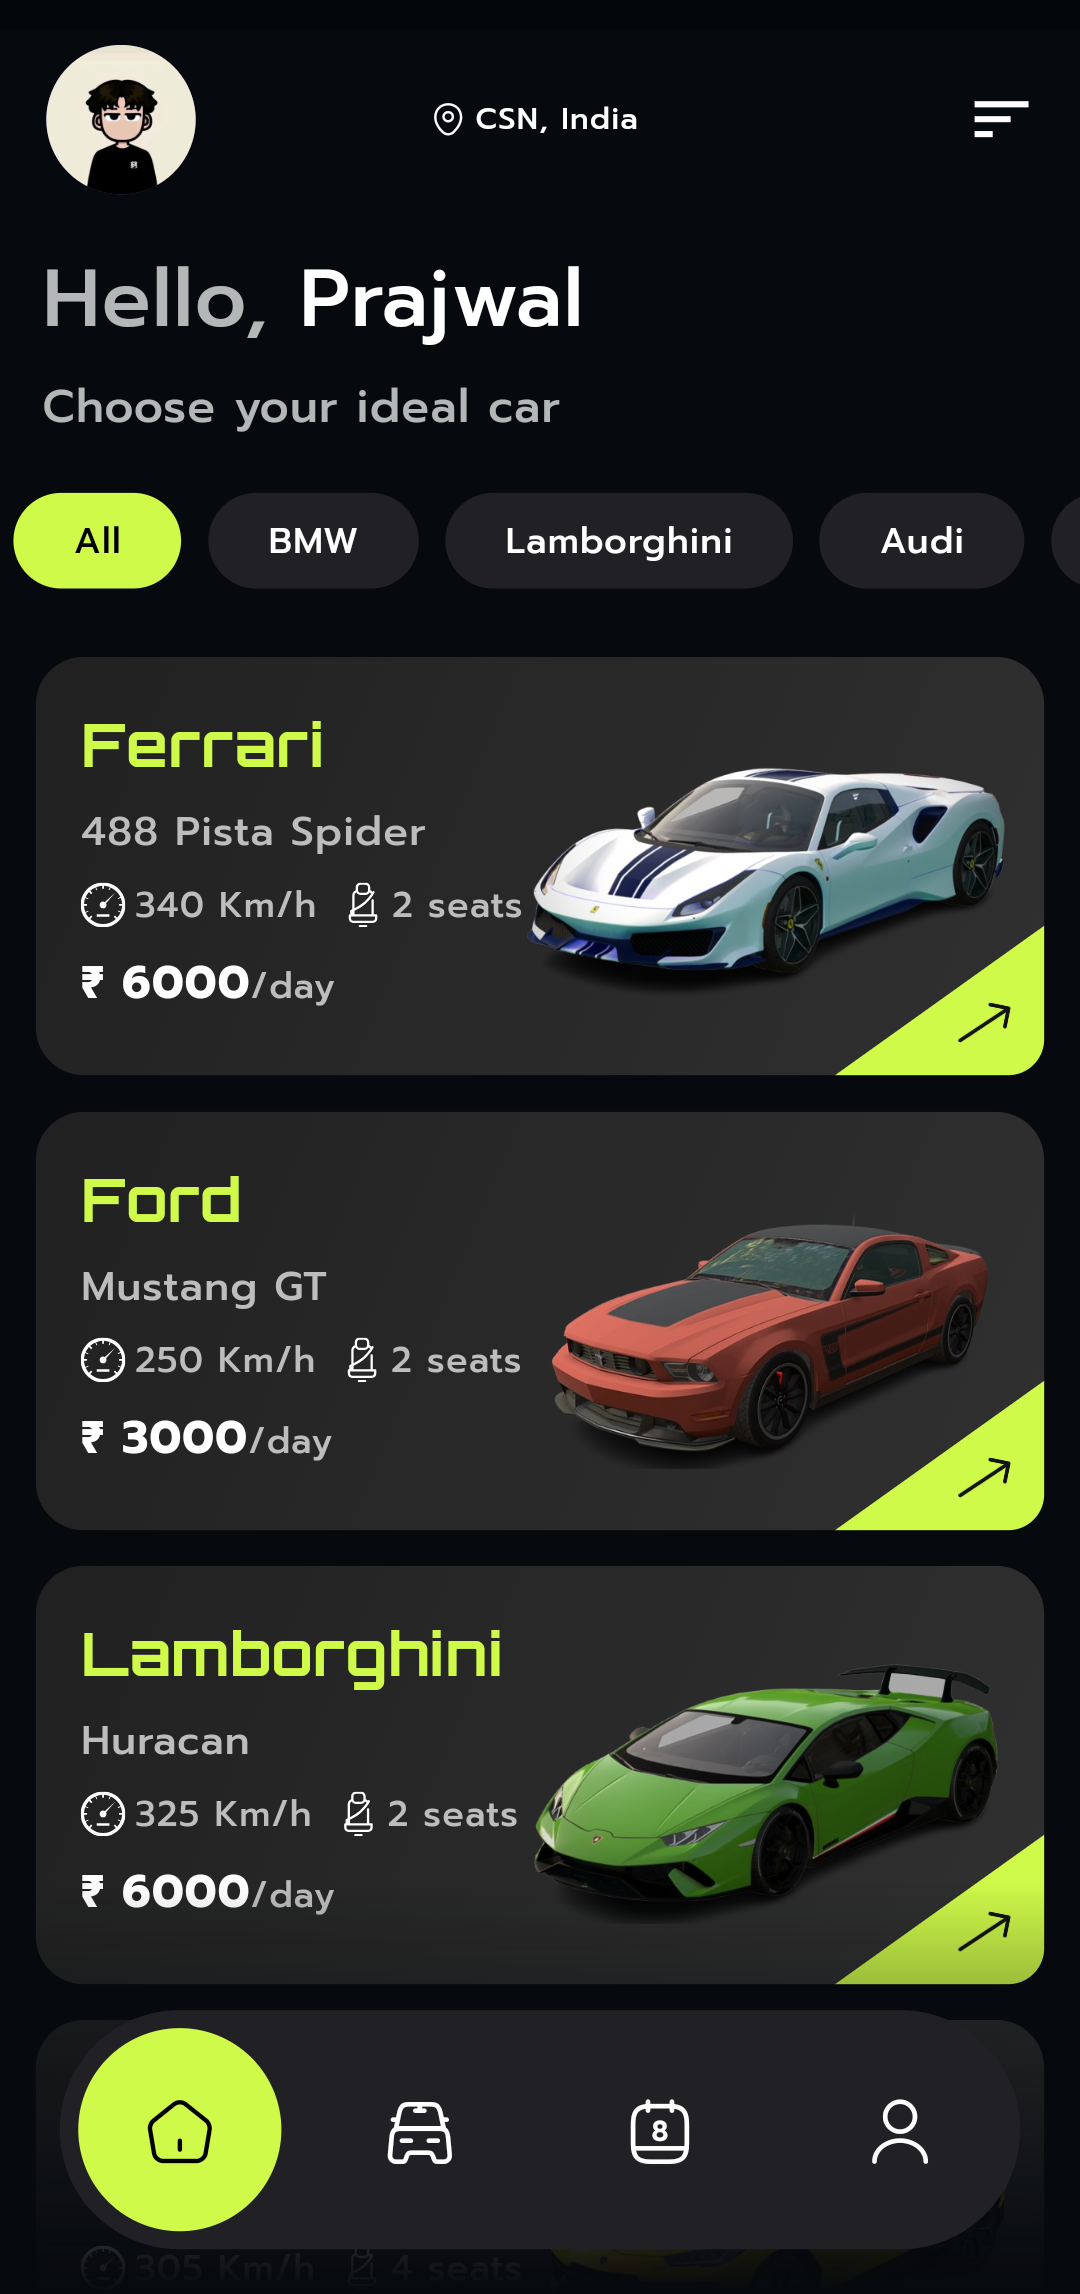 CSN, India
Hello, Prajwal
Choose your ideal car
All BMW Lamborghini Audi
Ferrari
488 Pista Spider
340 Km/h 2 seats
₹ 6000/day
Ford
Mustang GT
250 Km/h 2 seats
₹ 3000/day
Lamborghini
Huracan
325 Km/h 2 seats
₹ 6000/day
8
305 Km/h 4 seats